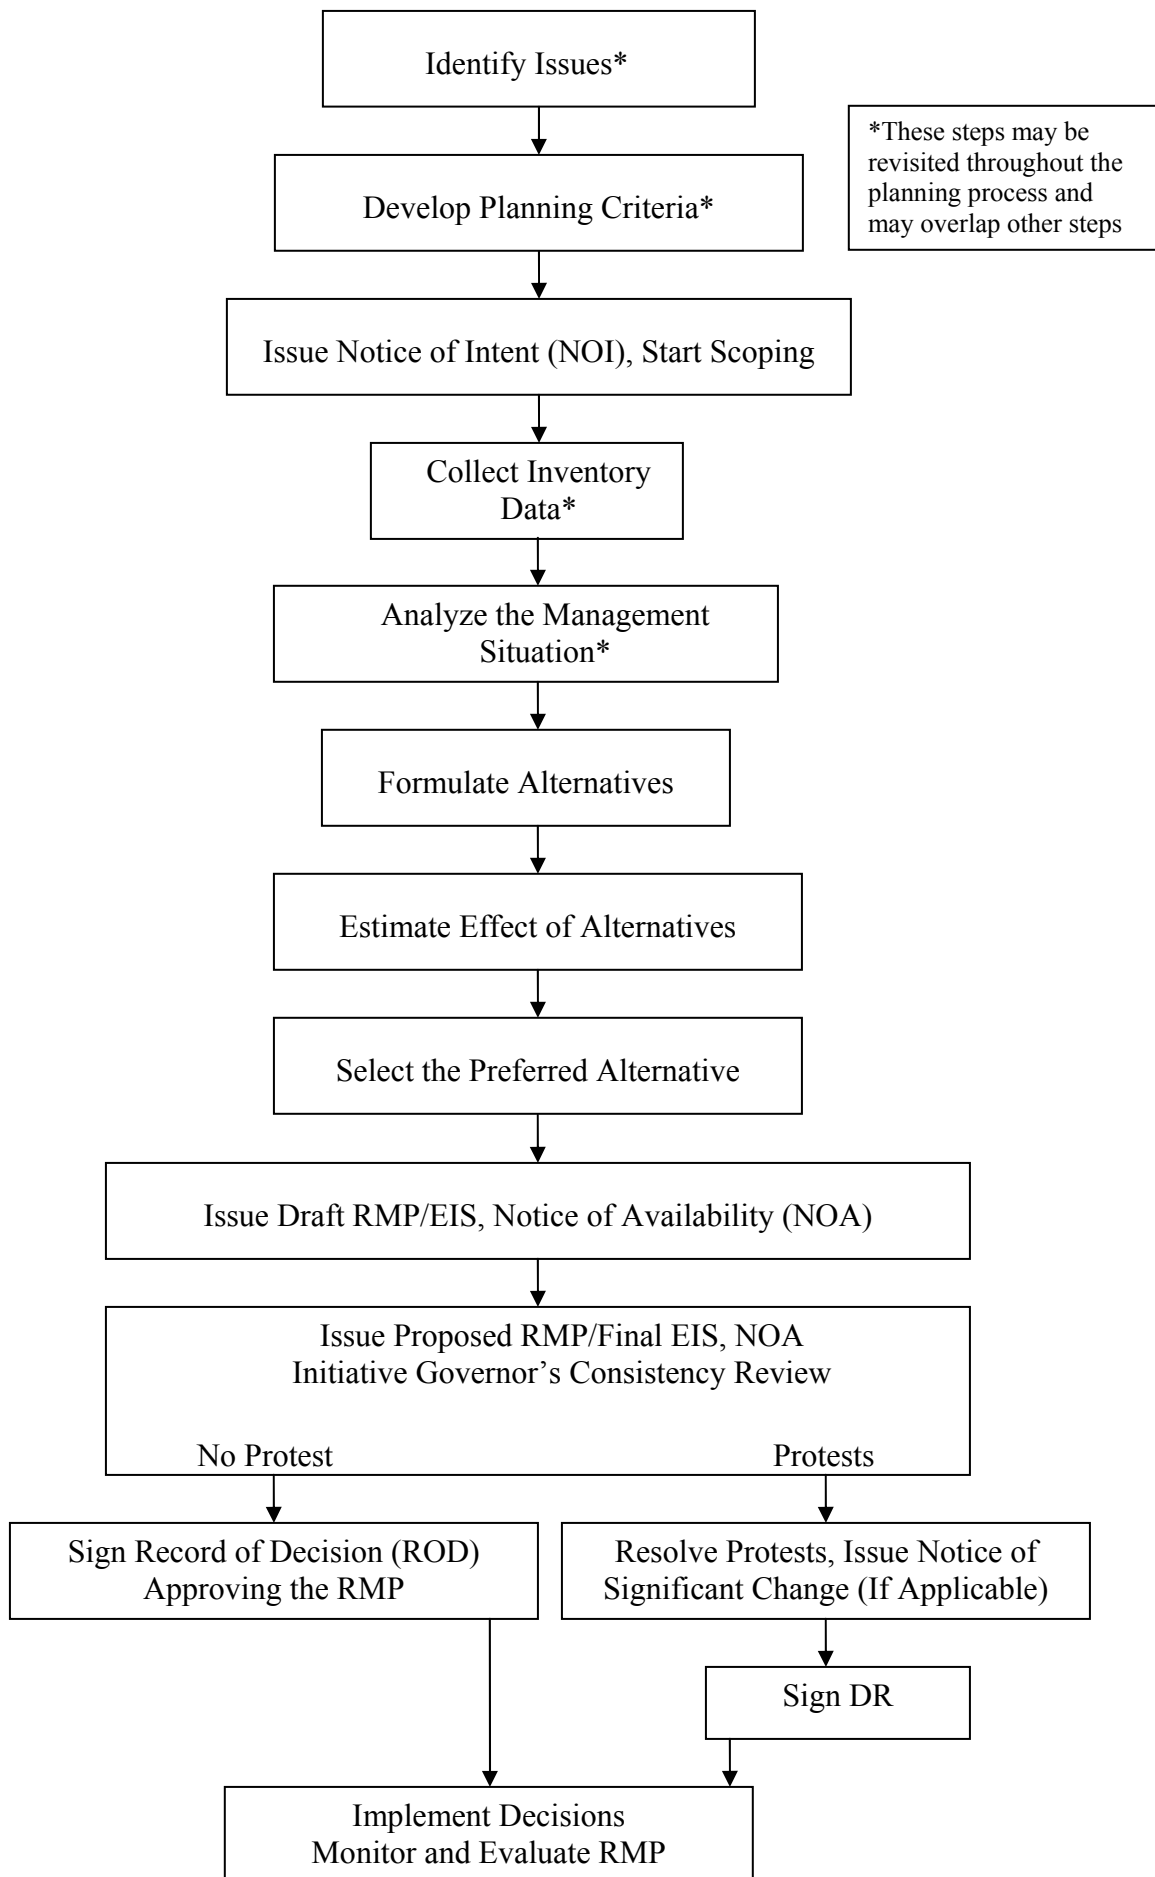 Identify Issues*
*These steps may be
revisited throughout the
planning process and
may overlap other steps
Develop Planning Criteria*
Issue Notice of Intent (NOI), Start Scoping
Collect Inventory
Data*
Analyze the Management
Situation*
Formulate Alternatives
Estimate Effect of Alternatives
Select the Preferred Alternative
Issue Draft RMP/EIS, Notice of Availability (NOA)
Issue Proposed RMP/Final EIS, NOA
Initiative Governor’s Consistency Review
No Protest
Protests
Sign Record of Decision (ROD)
Approving the RMP
Resolve Protests, Issue Notice of
Significant Change (If Applicable)
Sign DR
Implement Decisions
Monitor and Evaluate RMP